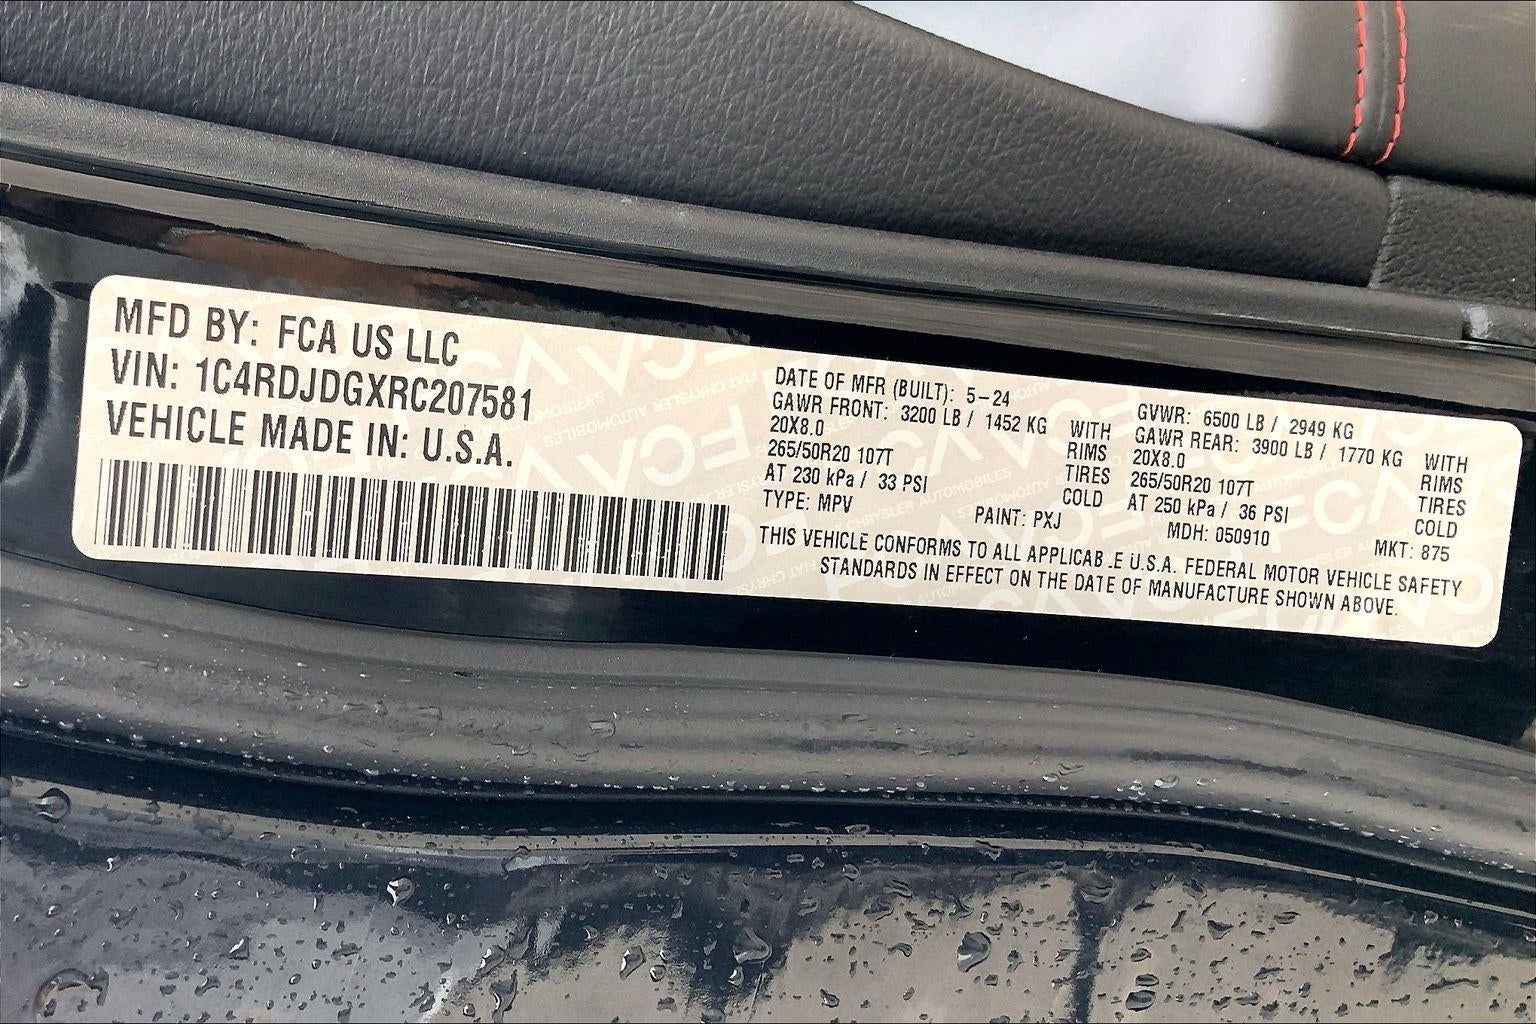 MFD BY: FCA US LLC
VIN: 1C4RDJDGXRC207581
VEHICLE MADE IN: U.S.A.
DATE OF MFR (BUILT): 5-24
GAWR FRONT: 3200 LB / 1452 KG WITH
20X8.0 RIMS
265/50R20 107T TIRES
AT 230 kPa / 33 PSI COLD
TYPE: MPV PAINT: PXJ
GVWR: 6500 LB / 2949 KG
GAWR REAR: 3900 LB / 1770 KG WITH
20X8.0 RIMS
265/50R20 107T TIRES
AT 250 kPa / 36 PSI COLD
MDH: 050910 MKT: 875
THIS VEHICLE CONFORMS TO ALL APPLICAB.E U.S.A. FEDERAL MOTOR VEHICLE SAFETY
STANDARDS IN EFFECT ON THE DATE OF MANUFACTURE SHOWN ABOVE.